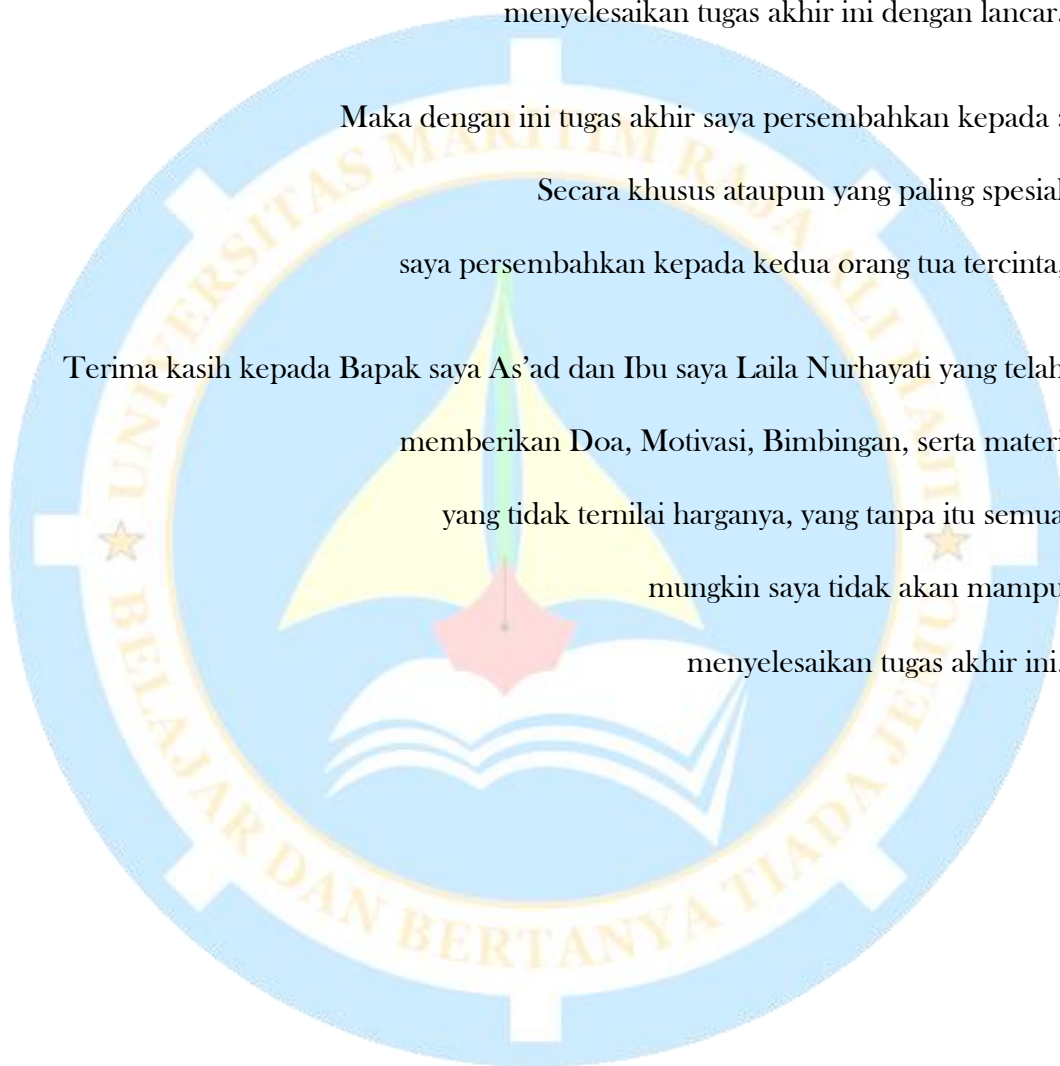 menyelesaikan tugas akhir ini dengan lancar.
Maka dengan ini tugas akhir saya persembahkan kepada :
Secara khusus ataupun yang paling spesial
saya persembahkan kepada kedua orang tua tercinta,
Terima kasih kepada Bapak saya As’ad dan Ibu saya Laila Nurhayati yang telah
memberikan Doa, Motivasi, Bimbingan, serta materi
yang tidak ternilai harganya, yang tanpa itu semua
mungkin saya tidak akan mampu
menyelesaikan tugas akhir ini.
UNIVERSITAS MARITIM RAJA ALI HAJI
BELAJAR DAN BERTANYA TIADA JEMU